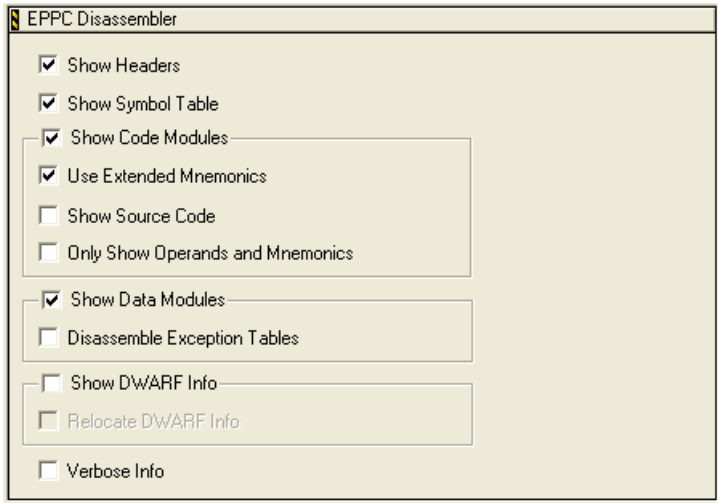 EPPC Disassembler
Show Headers
Show Symbol Table
Show Code Modules
Use Extended Mnemonics
Show Source Code
Only Show Operands and Mnemonics
Show Data Modules
Disassemble Exception Tables
Show DWARF Info
Relocate DWARF Info
Verbose Info